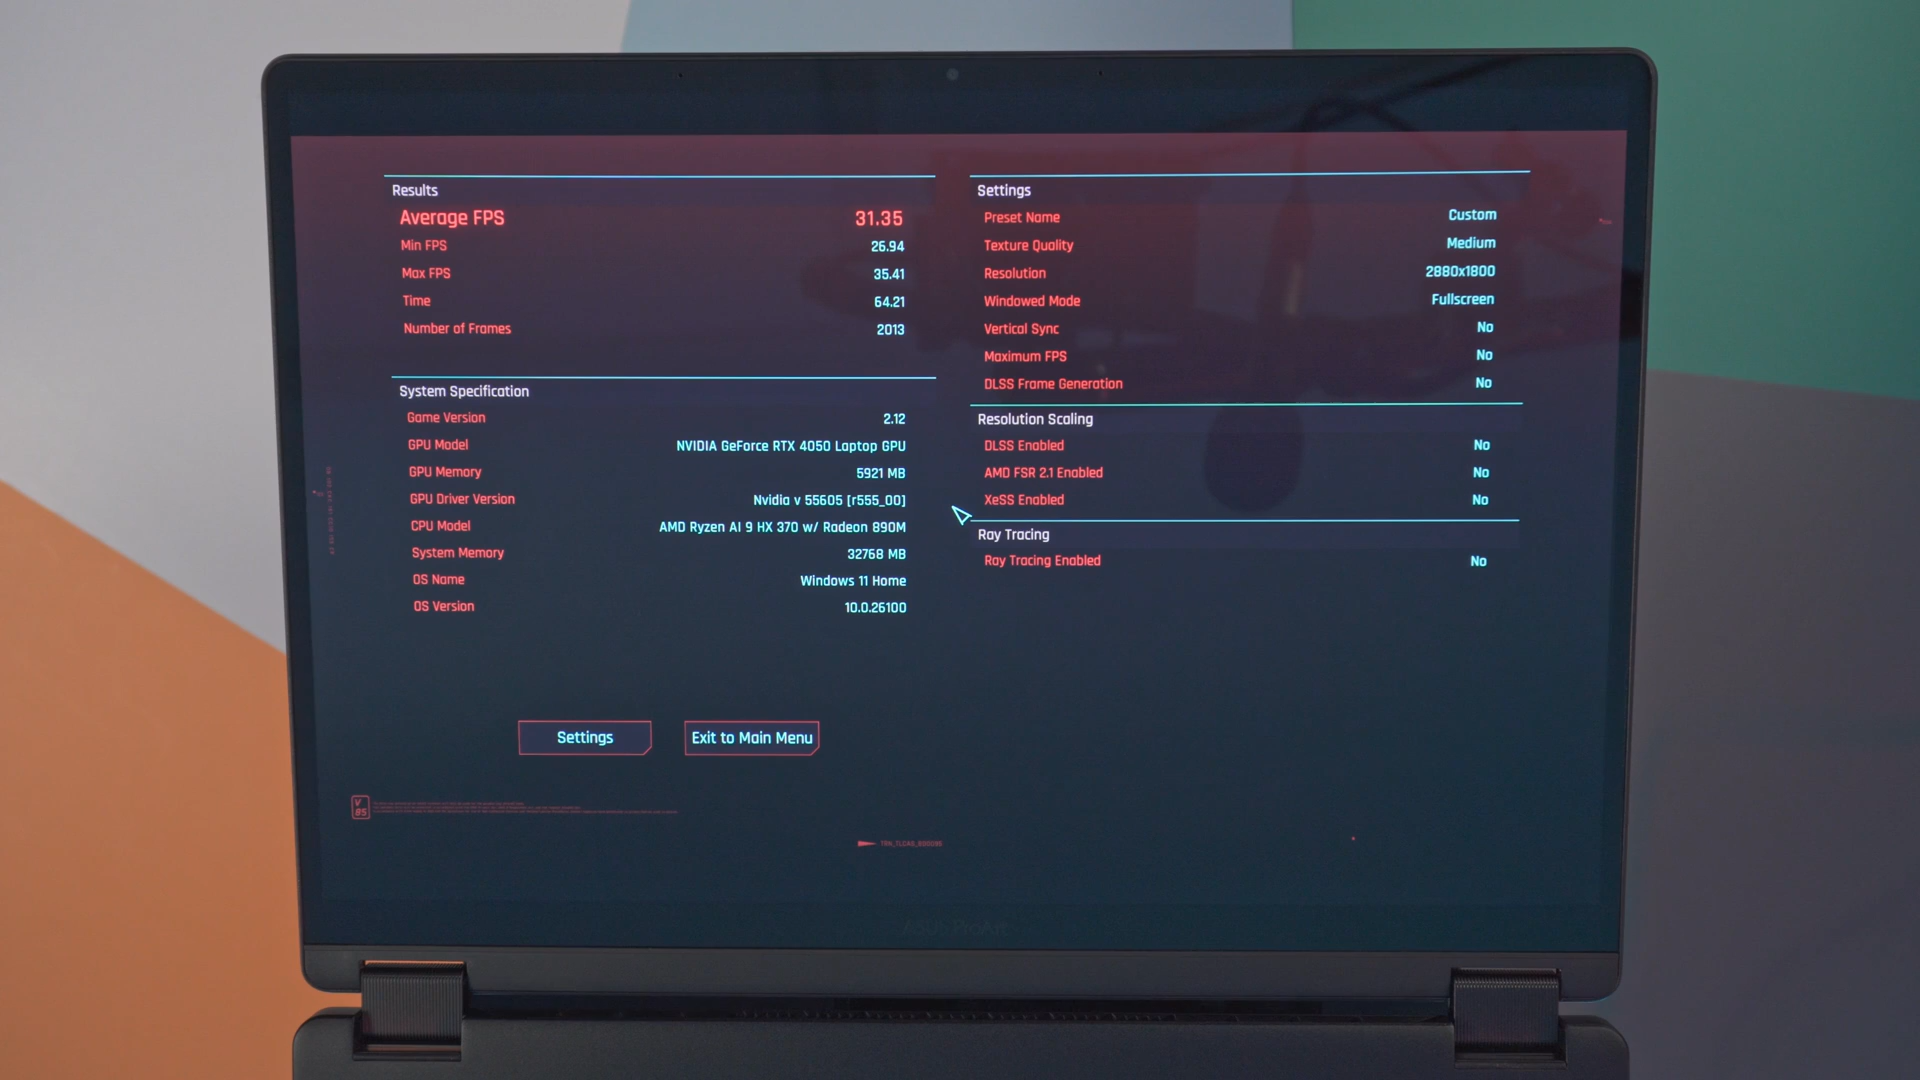 Results
Average FPS 31.35
Min FPS 26.94
Max FPS 35.41
Time 64.21
Number of Frames 2013
System Specification
Game Version 2.12
GPU Model NVIDIA GeForce RTX 4050 Laptop GPU
GPU Memory 5921 MB
GPU Driver Version Nvidia v 55605 [r555_00]
CPU Model AMD Ryzen AI 9 HX 370 w/ Radeon 890M
System Memory 32768 MB
OS Name Windows 11 Home
OS Version 10.0.26100
Settings
Preset Name Custom
Texture Quality Medium
Resolution 2880x1800
Windowed Mode Fullscreen
Vertical Sync No
Maximum FPS No
DLSS Frame Generation No
Resolution Scaling
DLSS Enabled No
AMD FSR 2.1 Enabled No
XeSS Enabled No
Ray Tracing
Ray Tracing Enabled No
Settings
Exit to Main Menu
V
85
ASUS ProArt